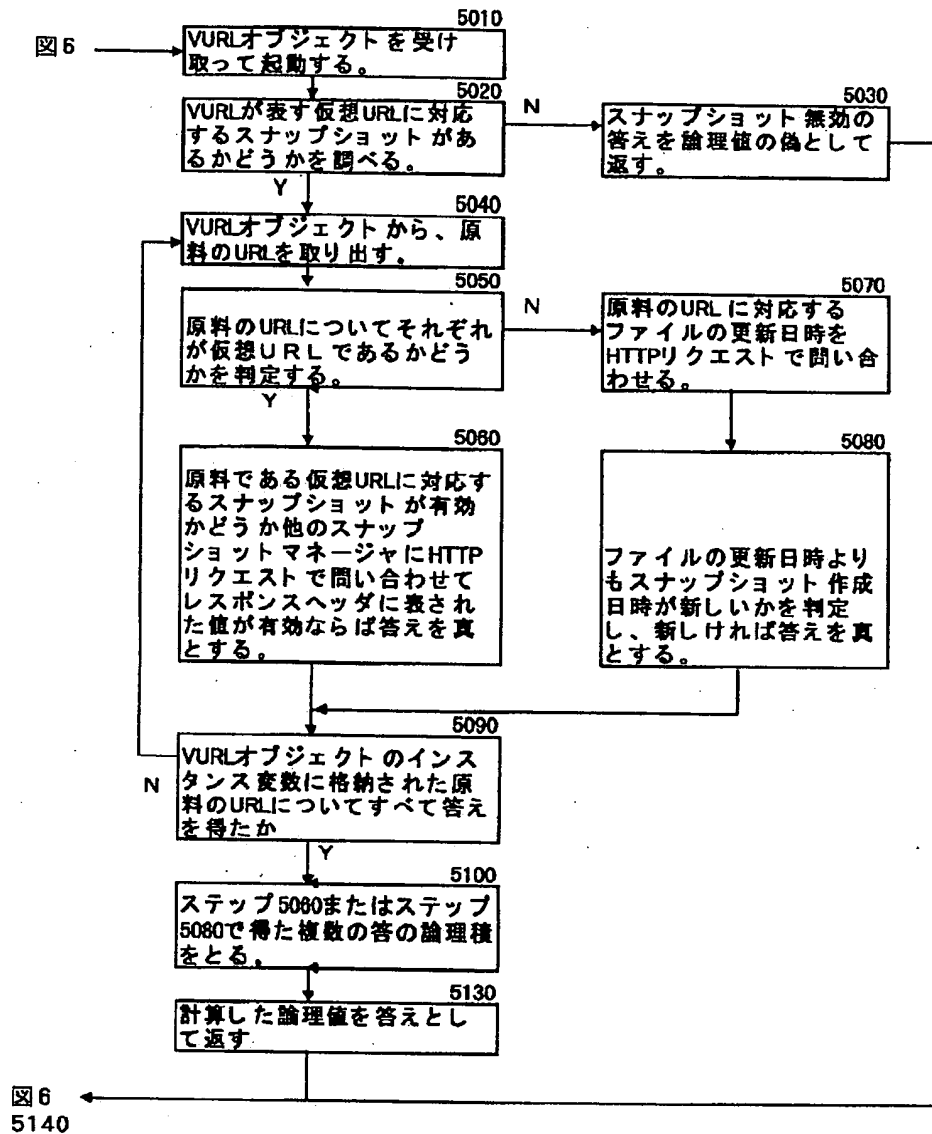 図6
5010
VURLオブジェクトを受け
取って起動する。
5020
VURLが表す仮想URLに対応
するスナップショットがあ
るかどうかを調べる。
N
Y
5030
スナップショット無効の
答えを論理値の偽として
返す。
5040
VURLオブジェクトから、原
料のURLを取り出す。
5050
原料のURLについてそれぞれ
が仮想URLであるかどう
かを判定する。
N
Y
5070
原料のURLに対応する
ファイルの更新日時を
HTTPリクエストで問い合
わせる。
5060
原料である仮想URLに対応す
るスナップショットが有効
かどうか他のスナップ
ショットマネージャにHTTP
リクエストで問い合わせて
レスポンスヘッダに表され
た値が有効ならば答えを真
とする。
5080
ファイルの更新日時より
もスナップショット作成
日時が新しいかを判定
し、新しければ答えを真
とする。
5090
VURLオブジェクトのインス
タンス変数に格納された原
料のURLについてすべて答え
を得たか
N
Y
5100
ステップ5060またはステップ
5080で得た複数の答の論理積
をとる。
5130
計算した論理値を答えとし
て返す
図6
5140